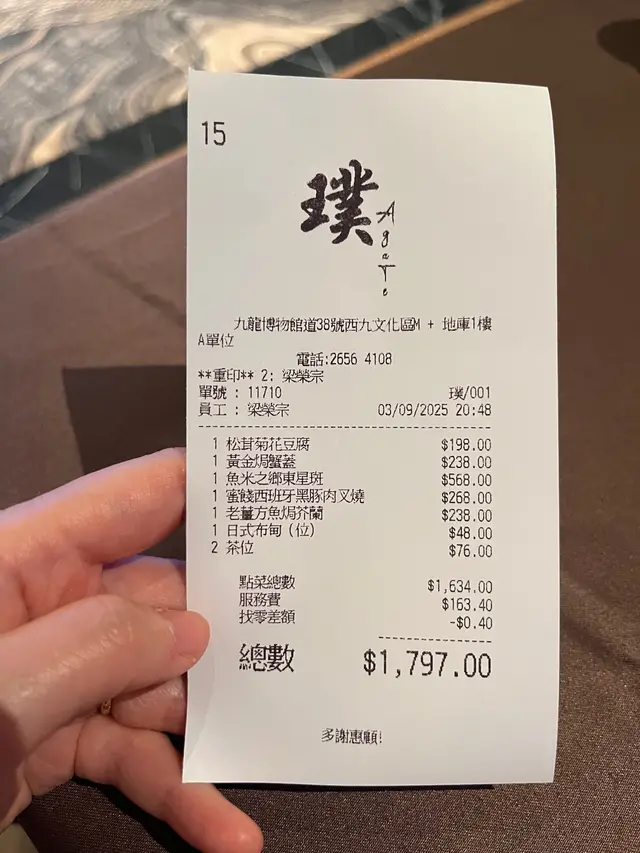 15
璞
Agate
九龍博物館道38號西九文化區M + 地庫1樓
A單位
電話:2656 4108
**重印** 2: 梁榮宗
單號 : 11710 璞/001
員工 : 梁榮宗 03/09/2025 20:48
1 松茸菊花豆腐 $198.00
1 黃金焗蟹蓋 $238.00
1 魚米之鄉東星斑 $568.00
1 蜜餞西班牙黑豚肉叉燒 $268.00
1 老薑方魚焗芥蘭 $238.00
1 日式布甸（位） $48.00
2 茶位 $76.00
點菜總數 $1,634.00
服務費 $163.40
找零差額 -$0.40
總數 $1,797.00
多謝惠顧!